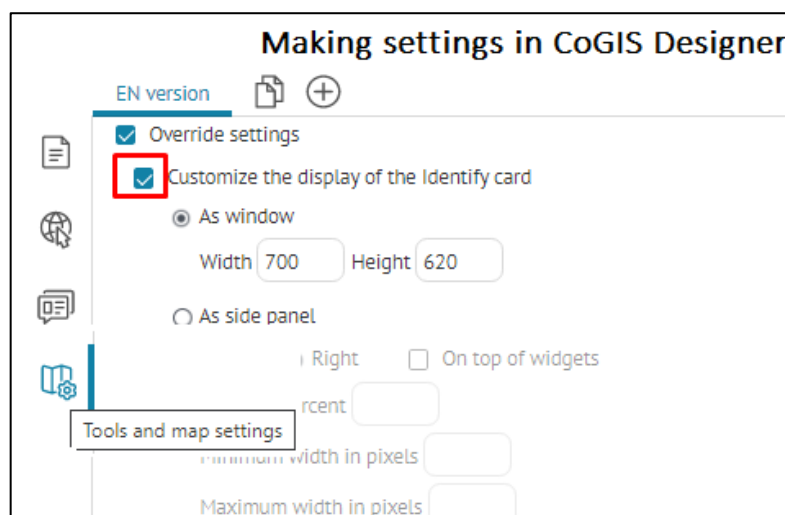 Making settings in CoGIS Designer
EN version
Override settings
Customize the display of the Identify card
As window
Width 700 Height 620
As side panel
Right On top of widgets
Tools and map settings
width in pixels
Maximum width in pixels